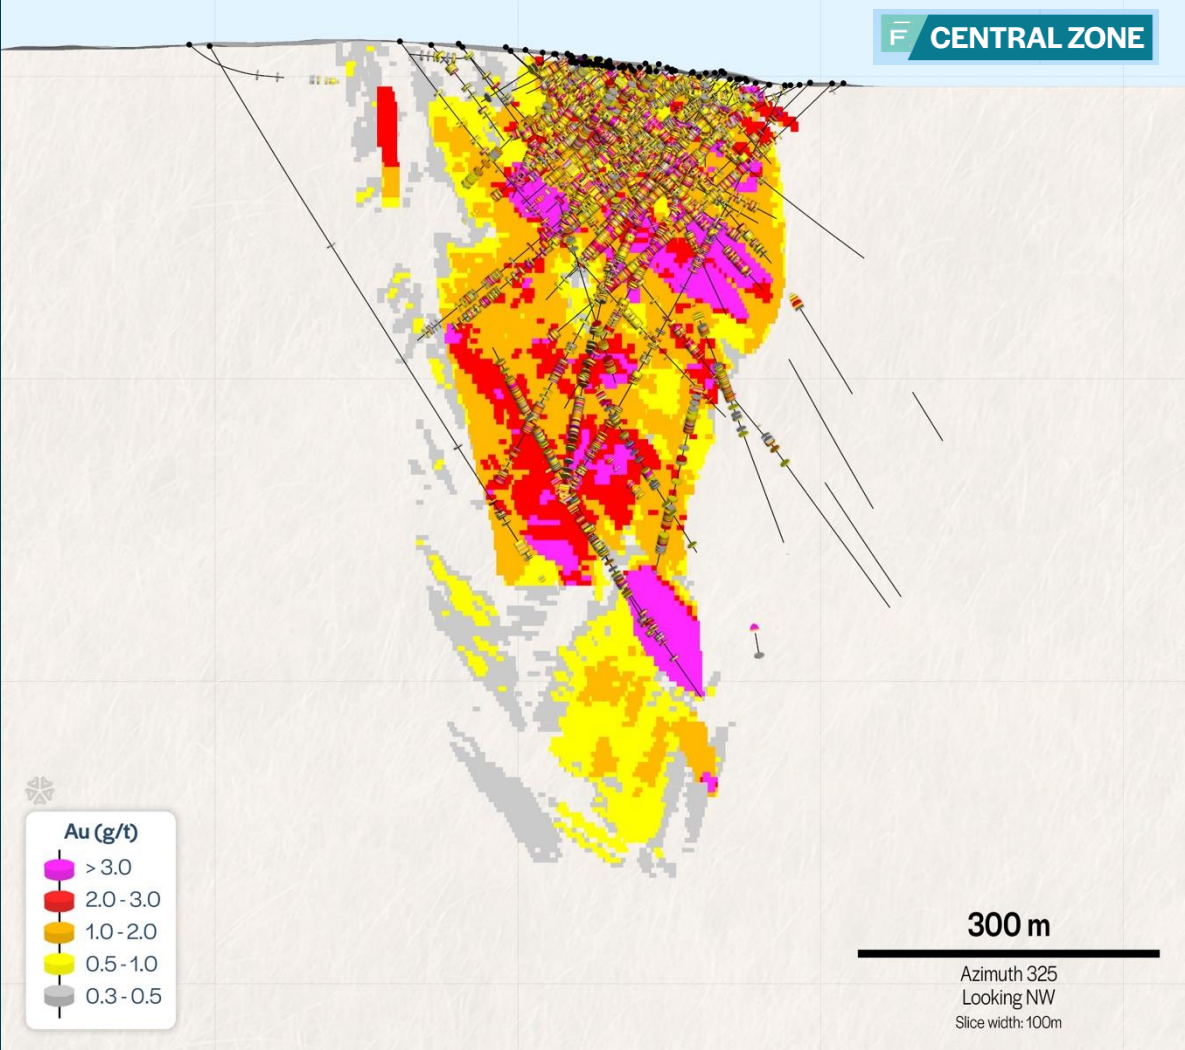 F CENTRAL ZONE
Au (g/t)
> 3.0
2.0 - 3.0
1.0 - 2.0
0.5 - 1.0
0.3 - 0.5
300 m
Azimuth 325
Looking NW
Slice width: 100m